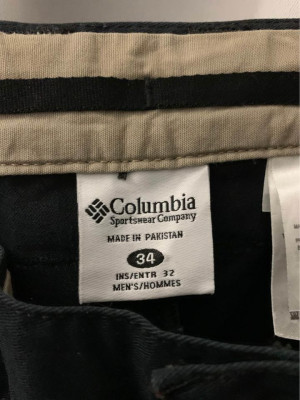 Columbia
Sportswear Company
MADE IN PAKISTAN
34
INS/ENTR 32
MEN'S/HOMMES